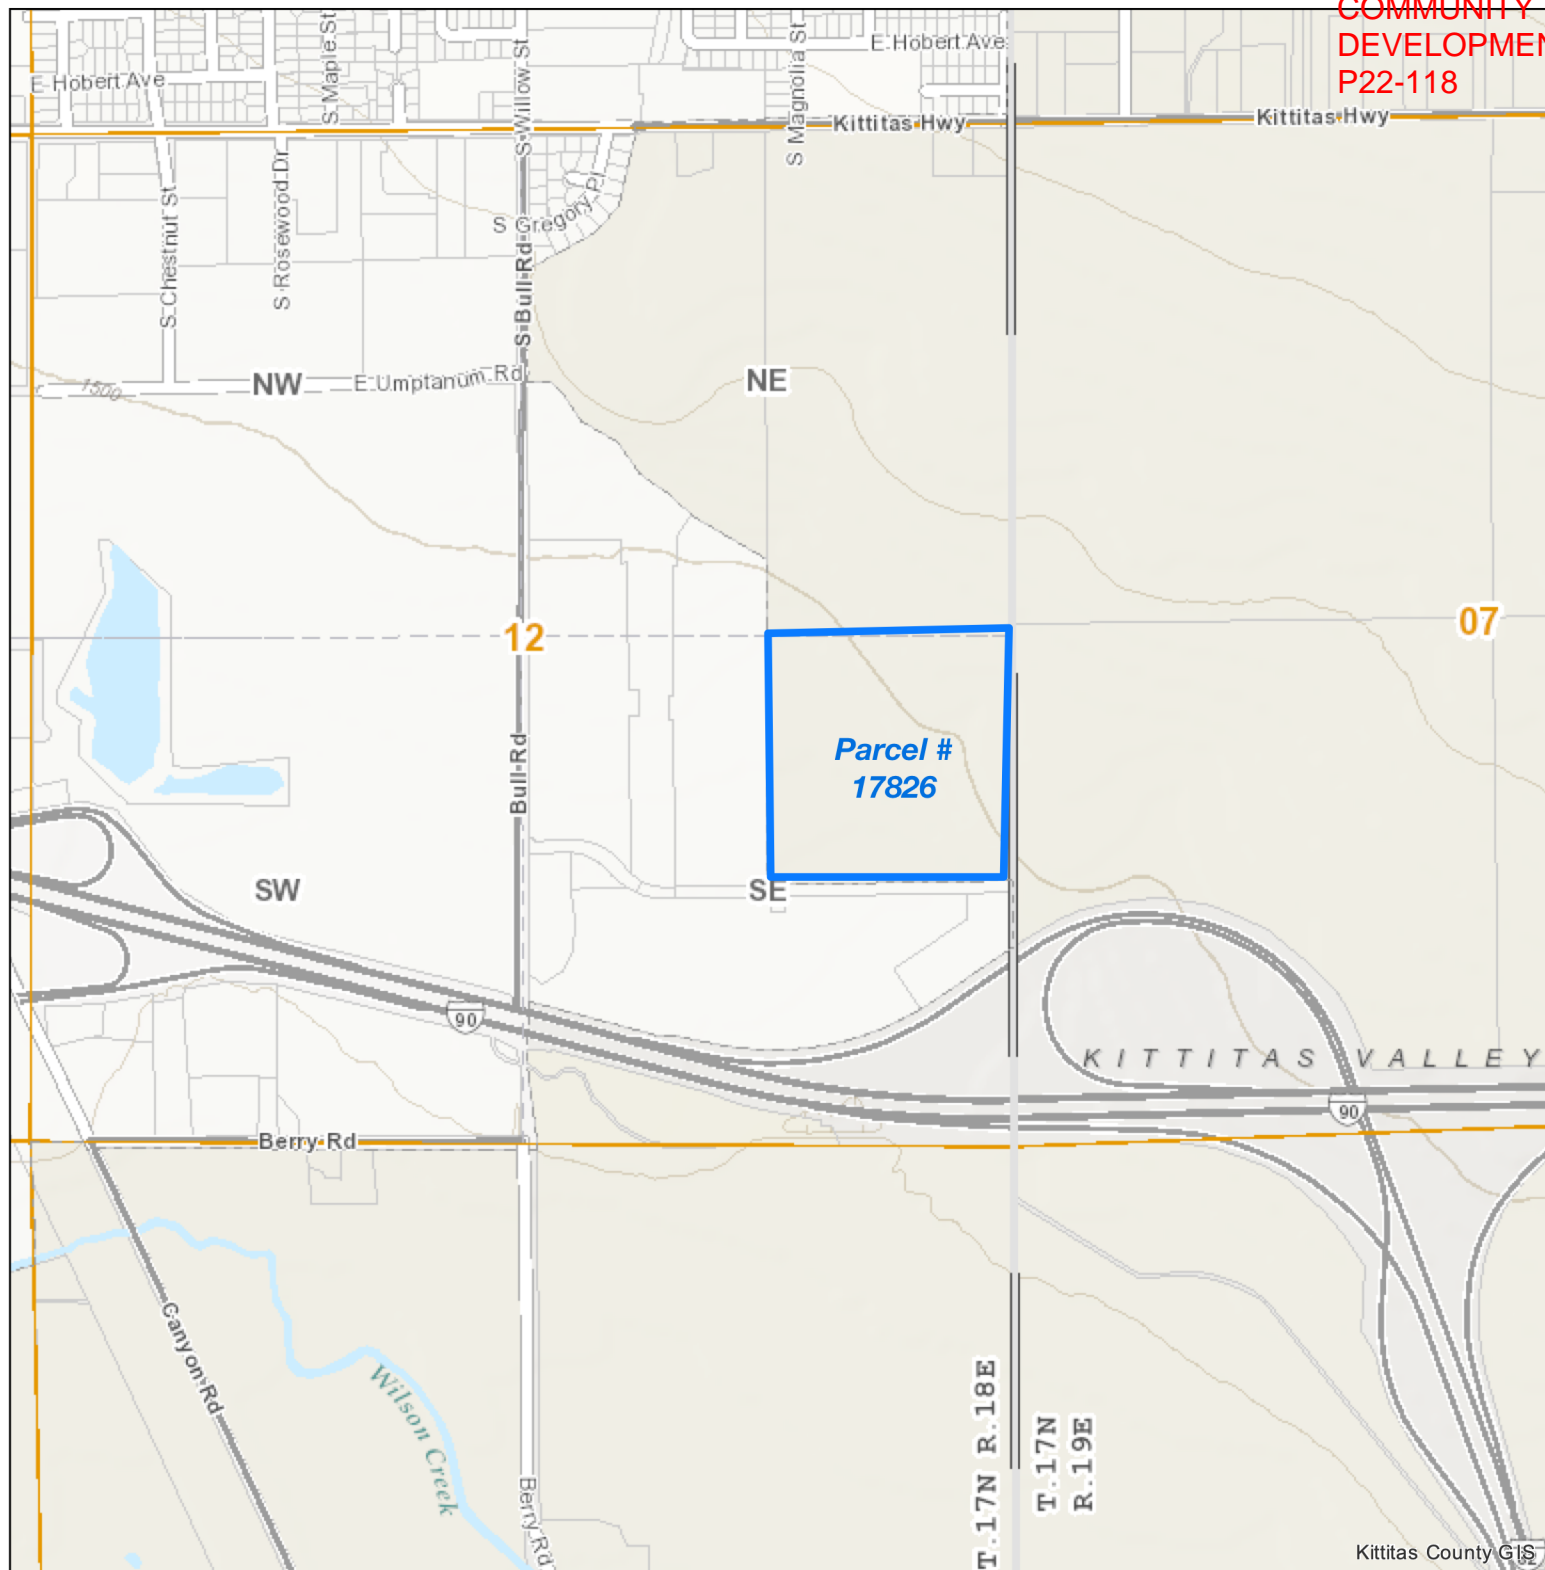 COMMUNITY
DEVELOPMEN
P22-118
E Hobert Ave
S Maple St
S Willow St
S Magnolia St
E Hobert Ave
Kittitas Hwy
Kittitas Hwy
S Chestnut St
S Rosewood Dr
S Gregory Pl
S Bull Rd
1500
NW
E Umptanum Rd
NE
12
07
Parcel #
17826
Bull Rd
SW
SE
90
KITTITAS VALLEY
90
Berry Rd
Canyon Rd
Wilson Creek
Berry Rd
T.17N R.18E
T.17N
R.19E
Kittitas County GIS
82